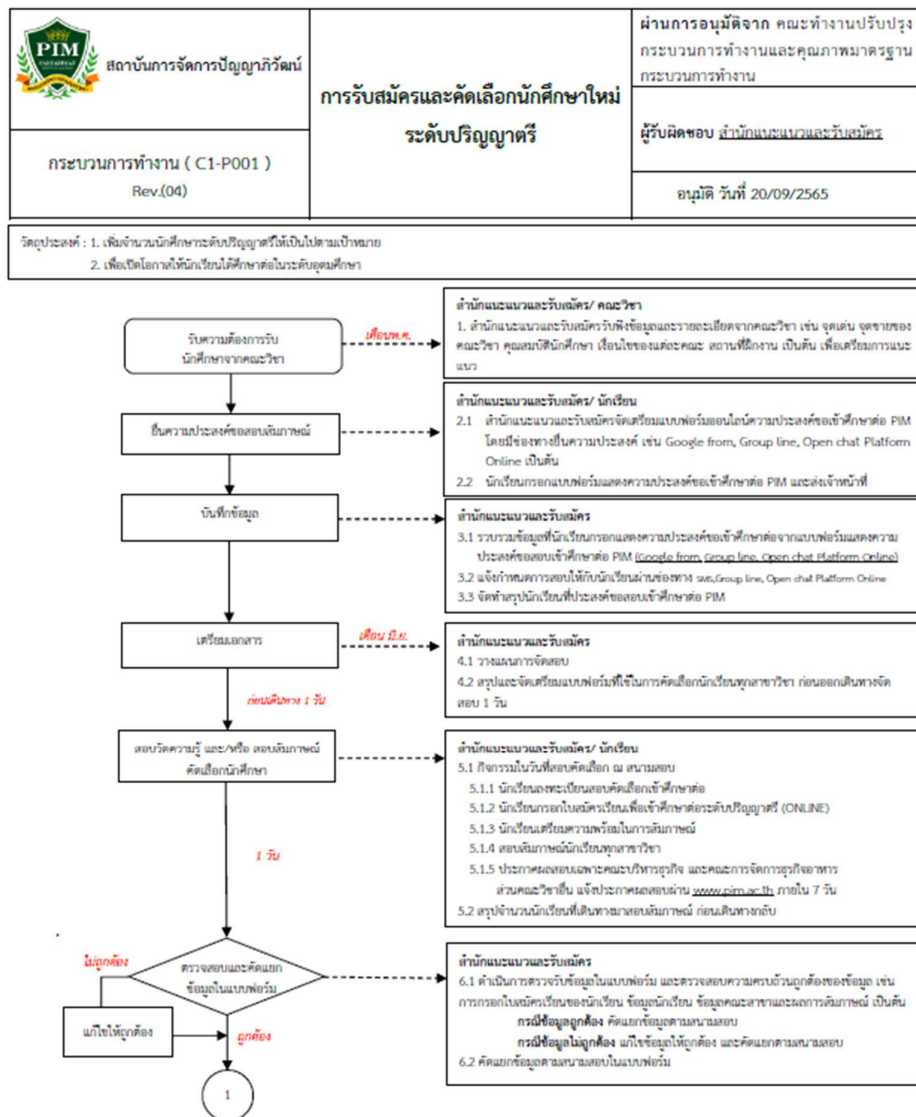 PIM
สถาบันการจัดการปัญญาภิวัฒน์
กระบวนการทำงาน ( C1-P001 )
Rev.(04)
การรับสมัครและคัดเลือกนักศึกษาใหม่
ระดับปริญญาตรี
ผ่านการอนุมัติจาก คณะทำงานปรับปรุง
กระบวนการทำงานและคุณภาพมาตรฐาน
กระบวนการทำงาน
ผู้รับผิดชอบ สำนักแนะแนวและรับสมัคร
อนุมัติ วันที่ 20/09/2565
วัตถุประสงค์ : 1. เพิ่มจำนวนนักศึกษาระดับปริญญาตรีให้เป็นไปตามเป้าหมาย
2. เพื่อเปิดโอกาสให้นักเรียนได้ศึกษาต่อในระดับอุดมศึกษา
รับความต้องการรับ
นักศึกษาจากคณะวิชา
เดือนพ.ค.
สำนักแนะแนวและรับสมัคร/ คณะวิชา
1. สำนักแนะแนวและรับสมัครรับฟังข้อมูลและรายละเอียดจากคณะวิชา เช่น จุดเด่น จุดขายของ
คณะวิชา คุณสมบัตินักศึกษา เงื่อนไขของแต่ละคณะ สถานที่ฝึกงาน เป็นต้น เพื่อเตรียมการแนะ
แนว
ยื่นความประสงค์ขอสอบสัมภาษณ์
สำนักแนะแนวและรับสมัคร/ นักเรียน
2.1 สำนักแนะแนวและรับสมัครจัดเตรียมแบบฟอร์มออนไลน์ความประสงค์ขอเข้าศึกษาต่อ PIM
โดยมีช่องทางยื่นความประสงค์ เช่น Google from, Group line, Open chat Platform
Online เป็นต้น
2.2 นักเรียนกรอกแบบฟอร์มแสดงความประสงค์ขอเข้าศึกษาต่อ PIM และส่งเจ้าหน้าที่
บันทึกข้อมูล
สำนักแนะแนวและรับสมัคร
3.1 รวบรวมข้อมูลที่นักเรียนกรอกแสดงความประสงค์ขอเข้าศึกษาต่อจากแบบฟอร์มแสดงความ
ประสงค์ขอสอบเข้าศึกษาต่อ PIM (Google from, Group line, Open chat Platform Online)
3.2 แจ้งกำหนดการสอบให้กับนักเรียนผ่านช่องทาง sms,Group line, Open chat Platform Online
3.3 จัดทำสรุปนักเรียนที่ประสงค์ขอสอบเข้าศึกษาต่อ PIM
เตรียมเอกสาร
เดือน มิ.ย.
สำนักแนะแนวและรับสมัคร
4.1 วางแผนการจัดสอบ
4.2 สรุปและจัดเตรียมแบบฟอร์มที่ใช้ในการคัดเลือกนักเรียนทุกสาขาวิชา ก่อนออกเดินทางจัด
สอบ 1 วัน
ก่อนเดินทาง 1 วัน
สอบวัดความรู้ และ/หรือ สอบสัมภาษณ์
คัดเลือกนักศึกษา
สำนักแนะแนวและรับสมัคร/ นักเรียน
5.1 กิจกรรมในวันที่สอบคัดเลือก ณ สนามสอบ
5.1.1 นักเรียนลงทะเบียนสอบคัดเลือกเข้าศึกษาต่อ
5.1.2 นักเรียนกรอกใบสมัครเรียนเพื่อเข้าศึกษาต่อระดับปริญญาตรี (ONLINE)
5.1.3 นักเรียนเตรียมความพร้อมในการสัมภาษณ์
5.1.4 สอบสัมภาษณ์นักเรียนทุกสาขาวิชา
5.1.5 ประกาศผลสอบเฉพาะคณะบริหารธุรกิจ และคณะการจัดการธุรกิจอาหาร
ส่วนคณะวิชาอื่น แจ้งประกาศผลสอบผ่าน www.pim.ac.th ภายใน 7 วัน
5.2 สรุปจำนวนนักเรียนที่เดินทางมาสอบสัมภาษณ์ ก่อนเดินทางกลับ
1 วัน
ตรวจสอบและคัดแยก
ข้อมูลในแบบฟอร์ม
ไม่ถูกต้อง
แก้ไขให้ถูกต้อง
ถูกต้อง
สำนักแนะแนวและรับสมัคร
6.1 ดำเนินการตรวจรับข้อมูลในแบบฟอร์ม และตรวจสอบความครบถ้วนถูกต้องของข้อมูล เช่น
การกรอกใบสมัครเรียนของนักเรียน ข้อมูลนักเรียน ข้อมูลคณะสาขาและผลการสัมภาษณ์ เป็นต้น
กรณีข้อมูลถูกต้อง คัดแยกข้อมูลตามสนามสอบ
กรณีข้อมูลไม่ถูกต้อง แก้ไขข้อมูลให้ถูกต้อง และคัดแยกตามสนามสอบ
6.2 คัดแยกข้อมูลตามสนามสอบในแบบฟอร์ม
1